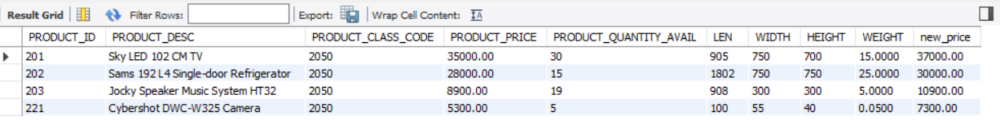 Result Grid Filter Rows: Export: Wrap Cell Content: IA
PRODUCT_ID PRODUCT_DESC PRODUCT_CLASS_CODE PRODUCT_PRICE PRODUCT_QUANTITY_AVAIL LEN WIDTH HEIGHT WEIGHT new_price
201 Sky LED 102 CM TV 2050 35000.00 30 905 750 700 15.0000 37000.00
202 Sams 192 L4 Single-door Refrigerator 2050 28000.00 15 1802 750 750 25.0000 30000.00
203 Jocky Speaker Music System HT32 2050 8900.00 19 908 300 300 5.0000 10900.00
221 Cybershot DWC-W325 Camera 2050 5300.00 5 100 55 40 0.0500 7300.00